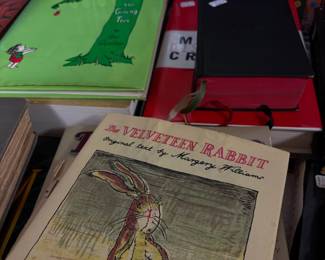 The Giving
Tree
M
CR
The VELVETEEN RABBIT
original text by Margery Williams